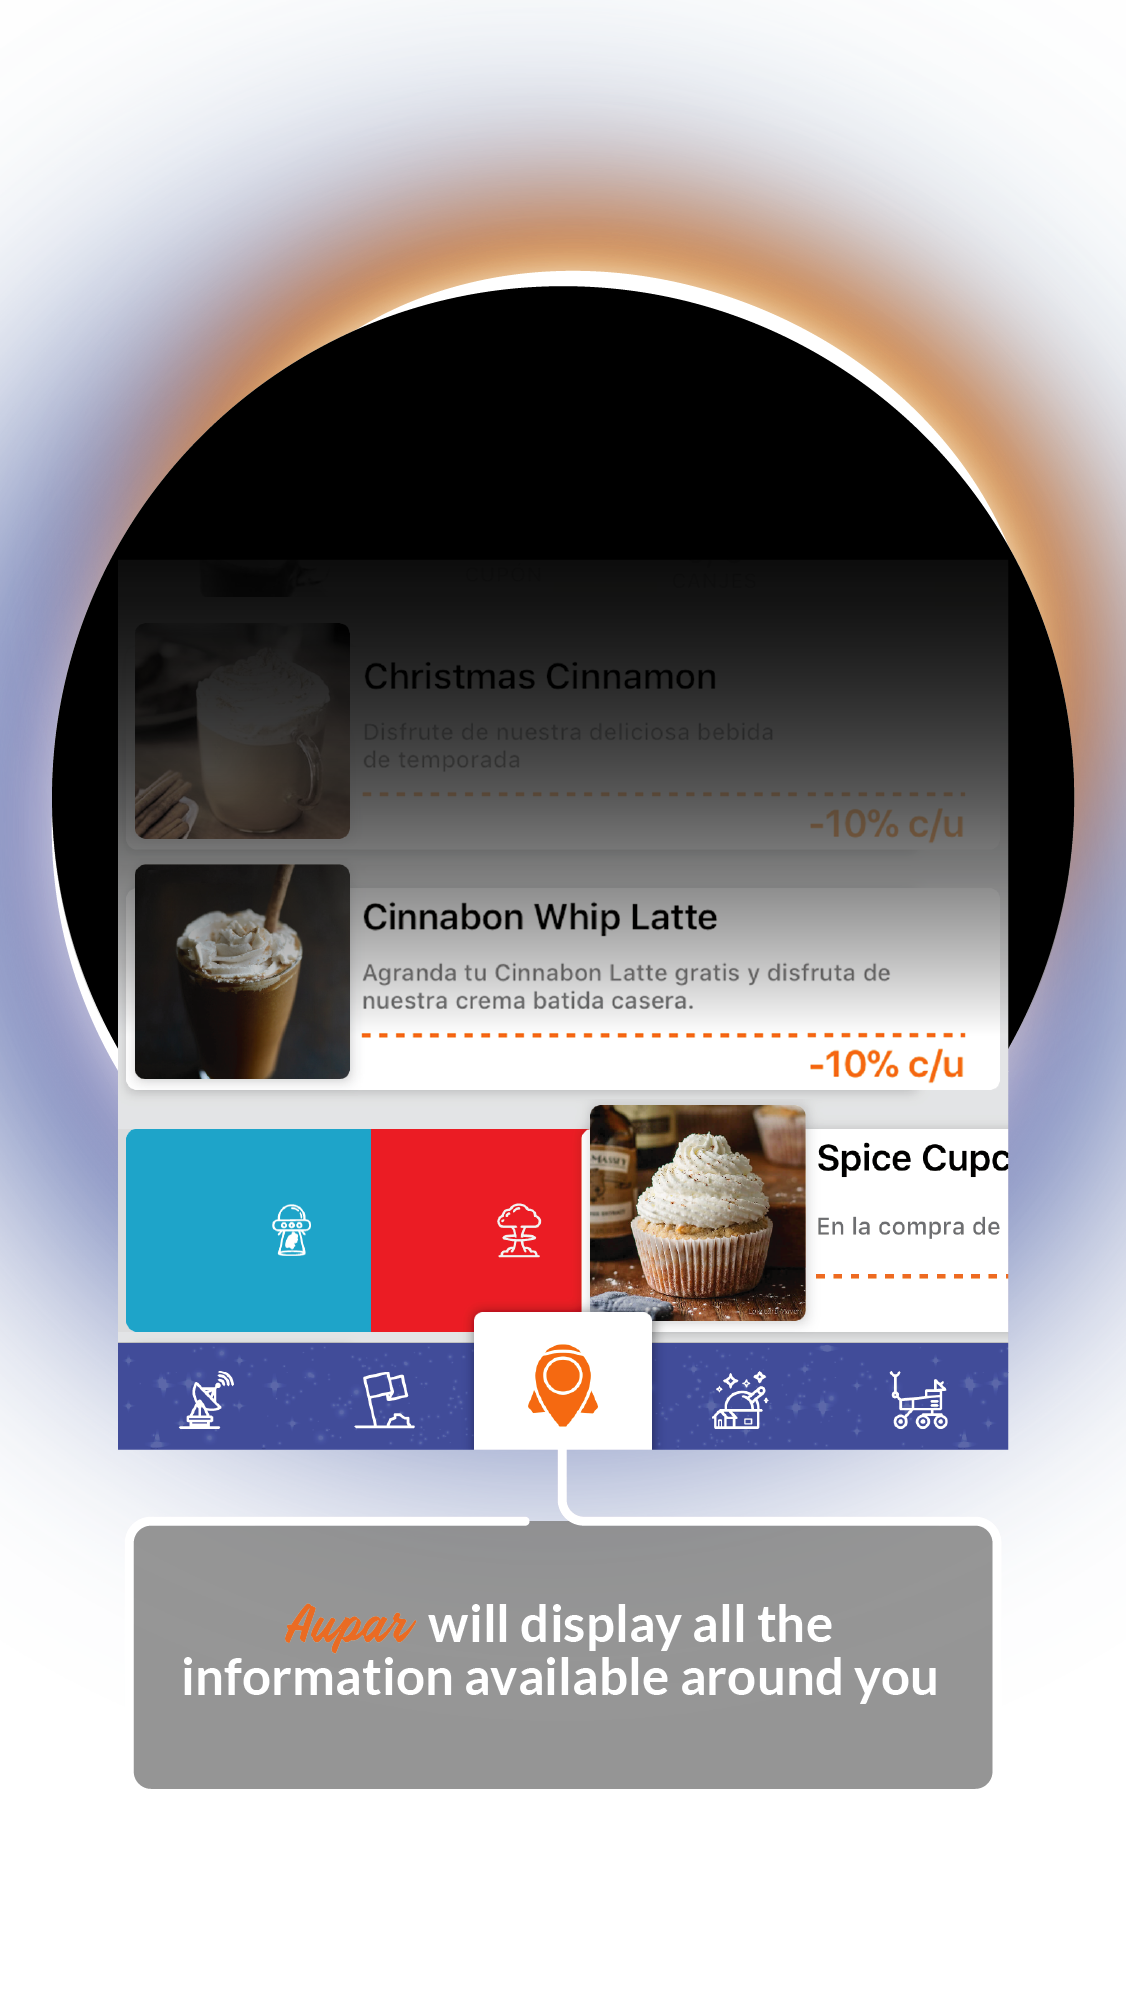 Christmas Cinnamon
Disfrute de nuestra deliciosa bebida
de temporada
-10% c/u
Cinnabon Whip Latte
Agranda tu Cinnabon Latte gratis y disfruta de
nuestra crema batida casera.
-10% c/u
Spice Cupc
En la compra de
Aupar will display all the
information available around you